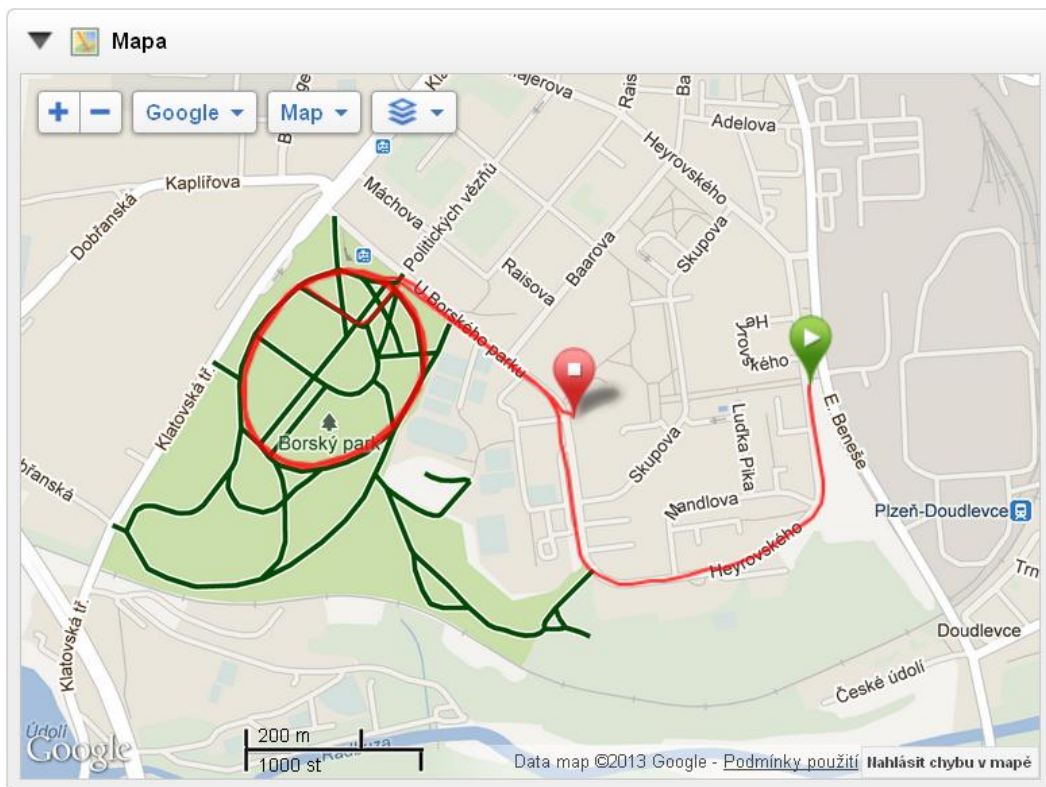 Mapa
Google
Map
Kaplířova
Dobřanská
Máchova
Politických vězňů
Raisova
Baarova
Heyrovského
Adelova
Skupova
U Borského parku
Klatovská tř.
Borský park
Skupova
Luďka Pika
Mandlova
Heyrovského
E. Beneše
Plzeň-Doudlevce
Doudlevce
České údolí
Klatovská tř.
Údolí
Radbuza
Google
200 m
1000 st
Data map ©2013 Google - Podmínky použití
Nahlásit chybu v mapě